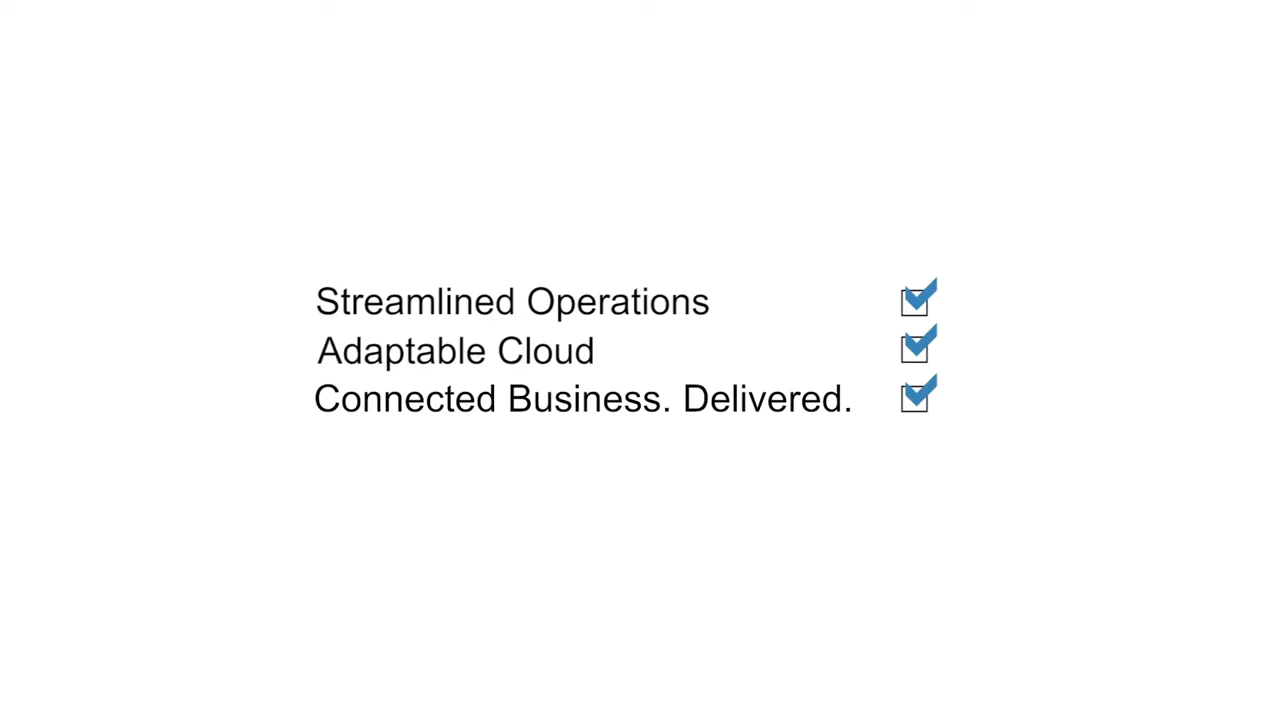 Streamlined Operations
Adaptable Cloud
Connected Business. Delivered.